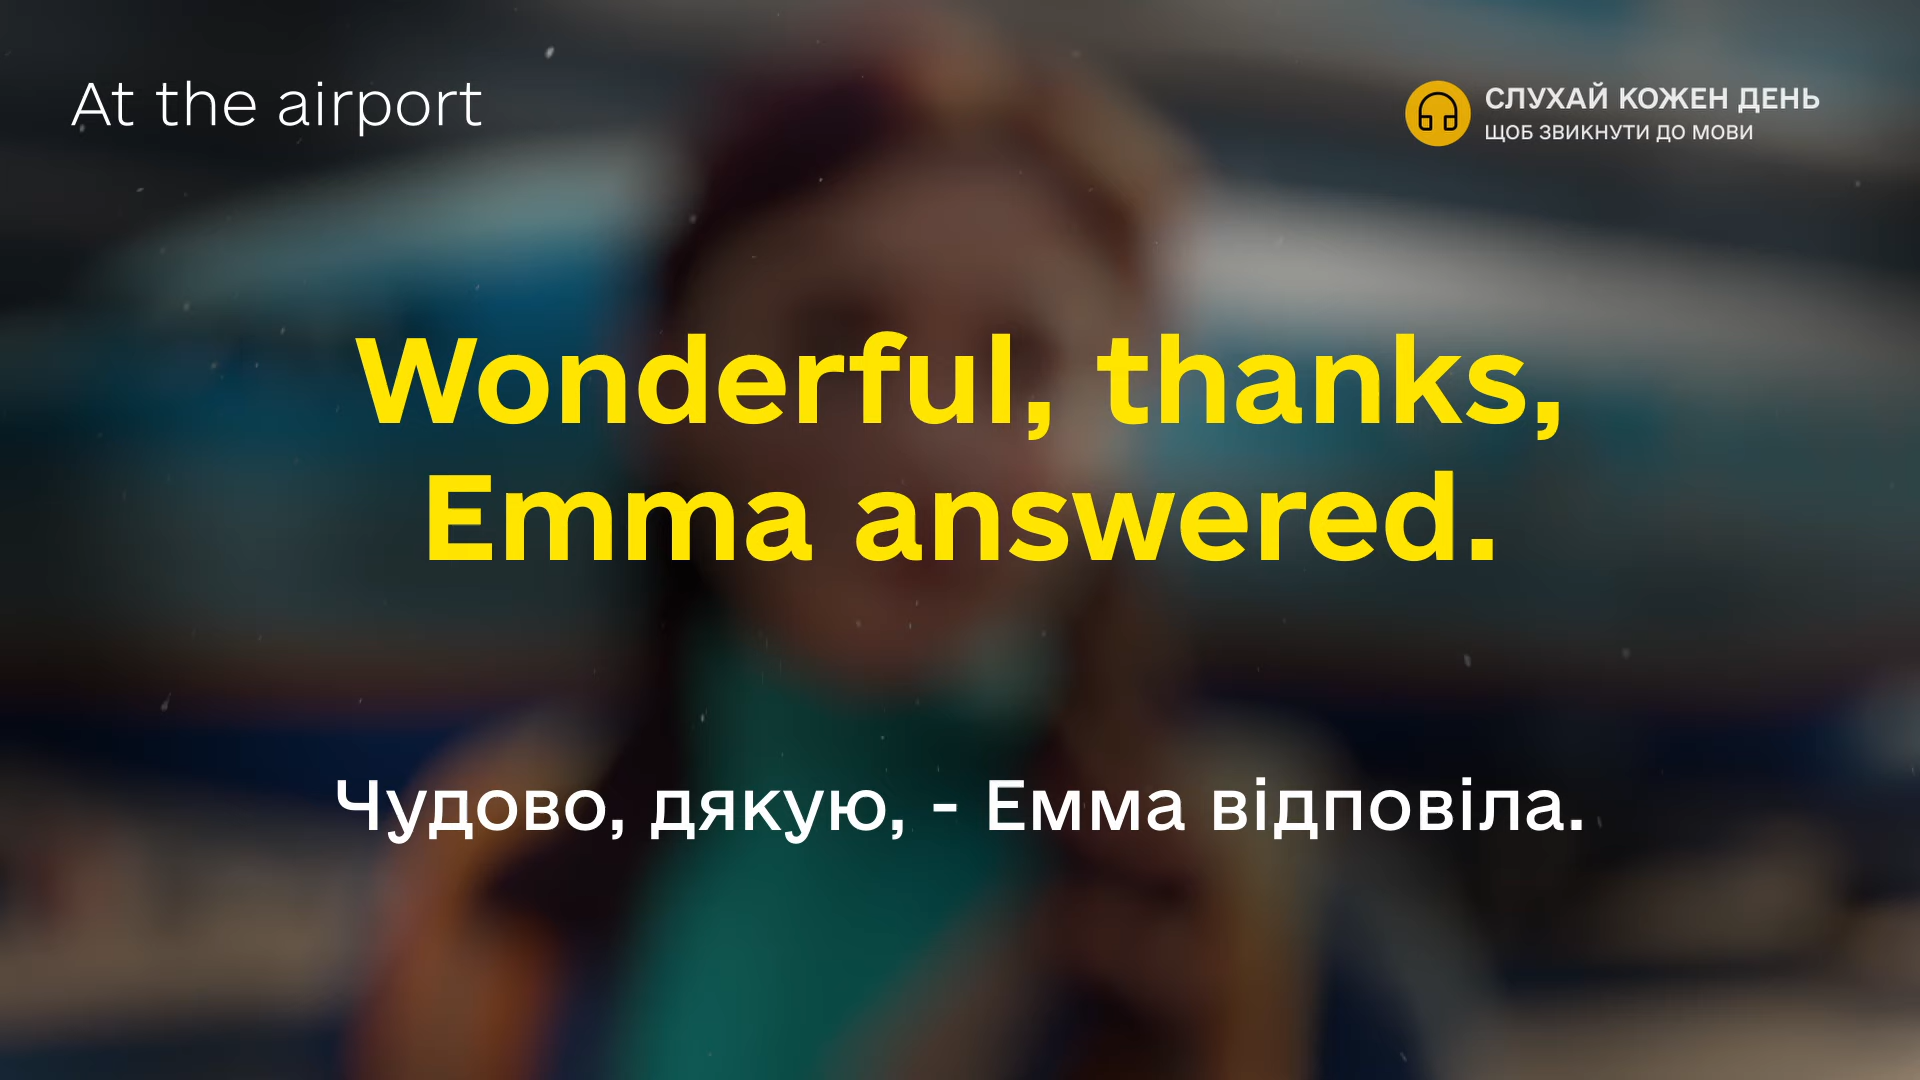 At the airport
СЛУХАЙ КОЖЕН ДЕНЬ
ЩОБ ЗВИКНУТИ ДО МОВИ
Wonderful, thanks,
Emma answered.
Чудово, дякую, - Емма відповіла.